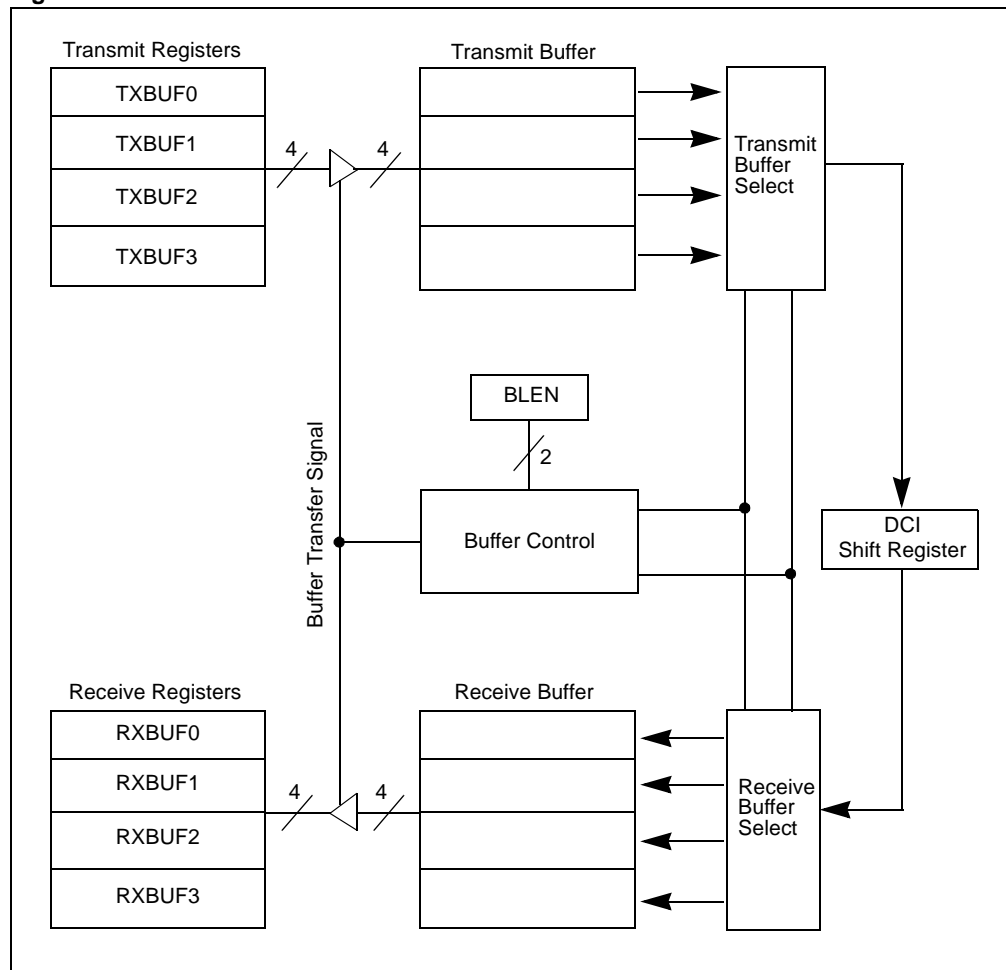 Transmit Registers
TXBUF0
TXBUF1
TXBUF2
TXBUF3
4
4
Transmit Buffer
Transmit
Buffer
Select
BLEN
2
Buffer Control
Buffer Transfer Signal
DCI
Shift Register
Receive Registers
RXBUF0
RXBUF1
RXBUF2
RXBUF3
4
4
Receive Buffer
Receive
Buffer
Select